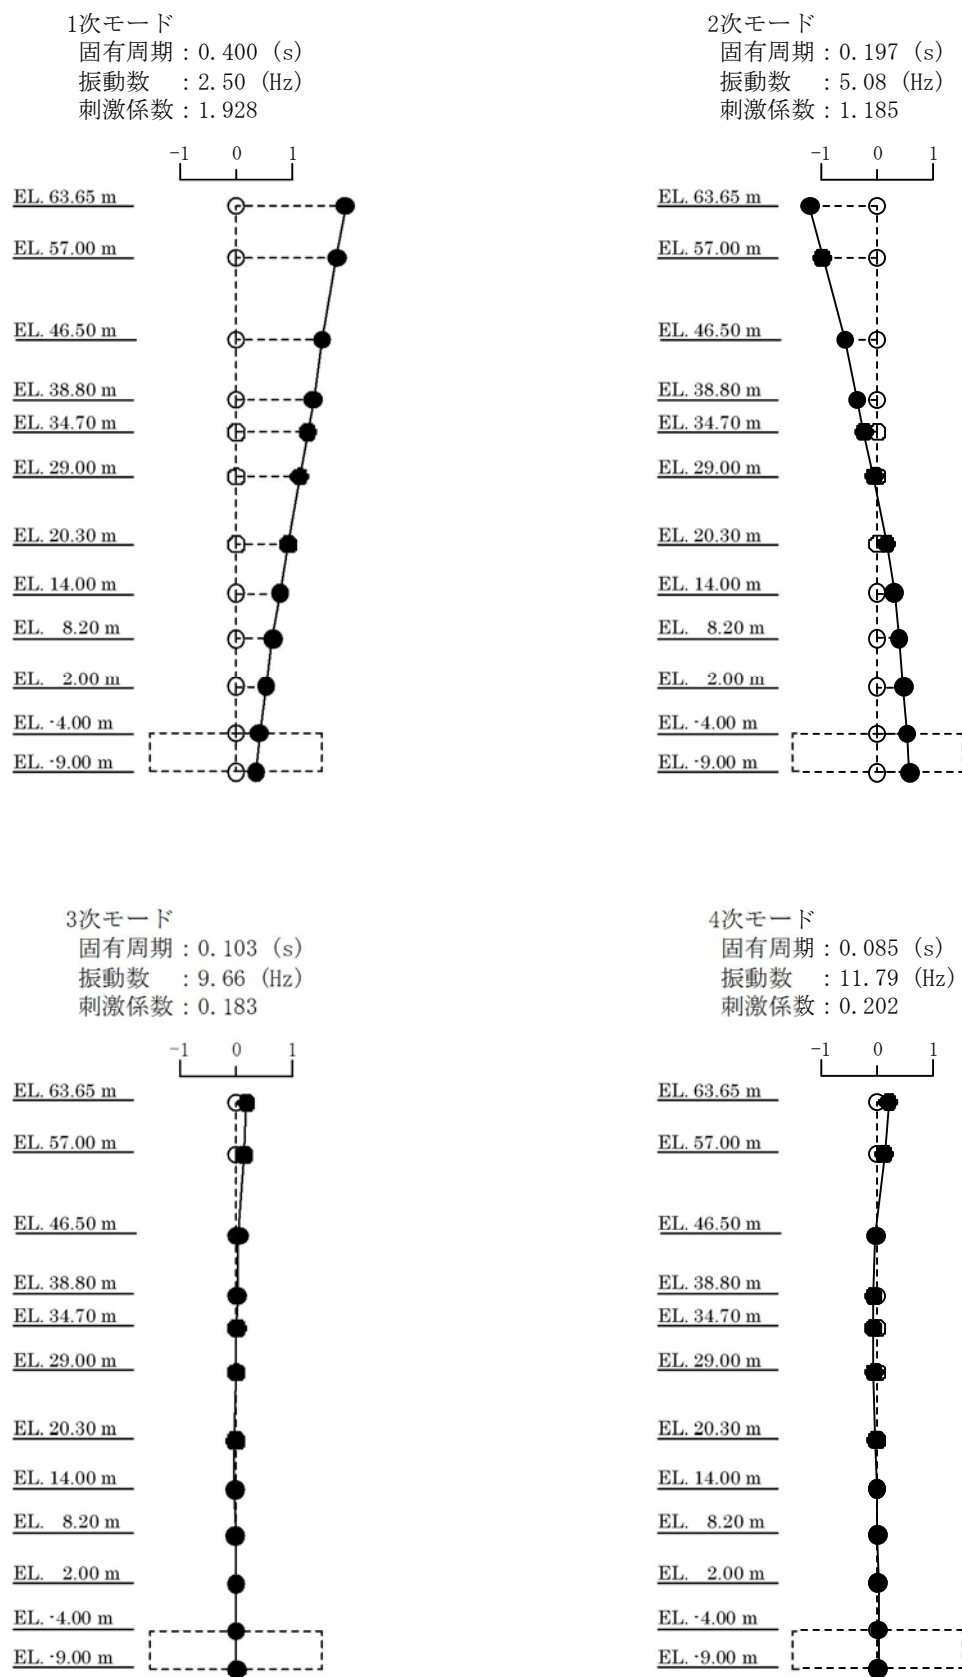 1次モード
固有周期：0.400 (s)
振動数　：2.50 (Hz)
刺激係数：1.928
-1 0 1
EL. 63.65 m
EL. 57.00 m
EL. 46.50 m
EL. 38.80 m
EL. 34.70 m
EL. 29.00 m
EL. 20.30 m
EL. 14.00 m
EL. 8.20 m
EL. 2.00 m
EL. -4.00 m
EL. -9.00 m
2次モード
固有周期：0.197 (s)
振動数　：5.08 (Hz)
刺激係数：1.185
-1 0 1
EL. 63.65 m
EL. 57.00 m
EL. 46.50 m
EL. 38.80 m
EL. 34.70 m
EL. 29.00 m
EL. 20.30 m
EL. 14.00 m
EL. 8.20 m
EL. 2.00 m
EL. -4.00 m
EL. -9.00 m
3次モード
固有周期：0.103 (s)
振動数　：9.66 (Hz)
刺激係数：0.183
-1 0 1
EL. 63.65 m
EL. 57.00 m
EL. 46.50 m
EL. 38.80 m
EL. 34.70 m
EL. 29.00 m
EL. 20.30 m
EL. 14.00 m
EL. 8.20 m
EL. 2.00 m
EL. -4.00 m
EL. -9.00 m
4次モード
固有周期：0.085 (s)
振動数　：11.79 (Hz)
刺激係数：0.202
-1 0 1
EL. 63.65 m
EL. 57.00 m
EL. 46.50 m
EL. 38.80 m
EL. 34.70 m
EL. 29.00 m
EL. 20.30 m
EL. 14.00 m
EL. 8.20 m
EL. 2.00 m
EL. -4.00 m
EL. -9.00 m